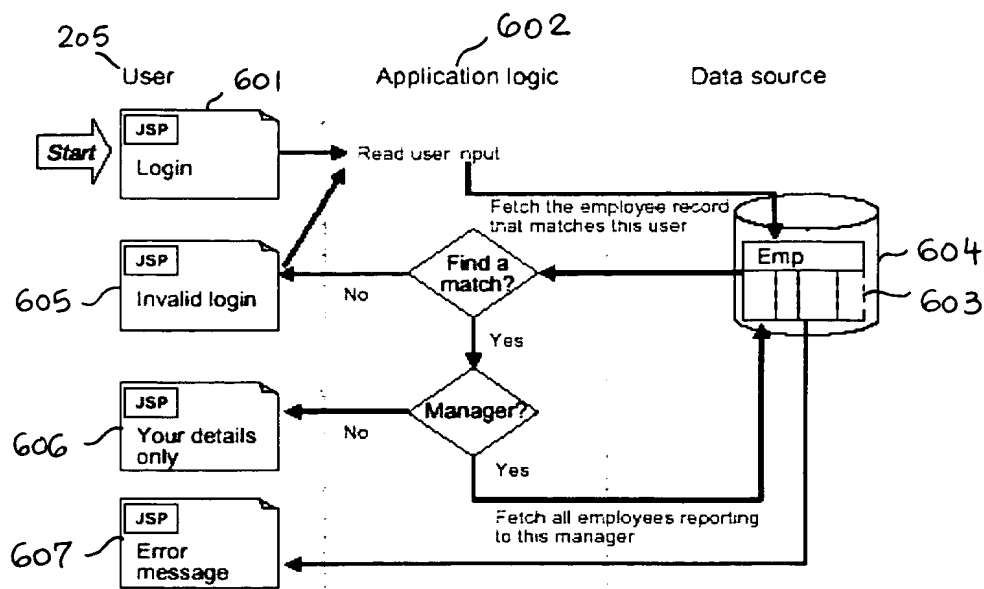 205
602
User
601
Application logic
Data source
JSP
Start
Login
Read user input
Fetch the employee record
that matches this user
Emp
604
603
JSP
Invalid login
605
Find a
match?
No
Yes
JSP
Your details
only
606
Manager?
No
Yes
Fetch all employees reporting
to this manager
JSP
Error
message
607